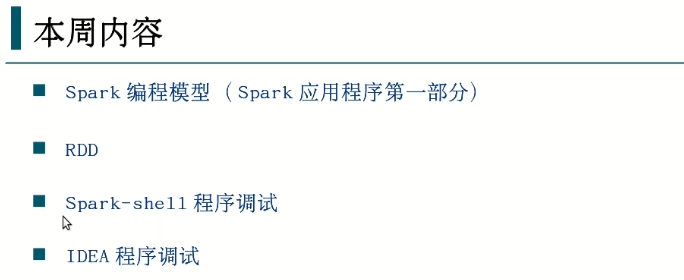 本周内容
Spark 编程模型（Spark 应用程序第一部分）
RDD
Spark-shell 程序调试
IDEA 程序调试